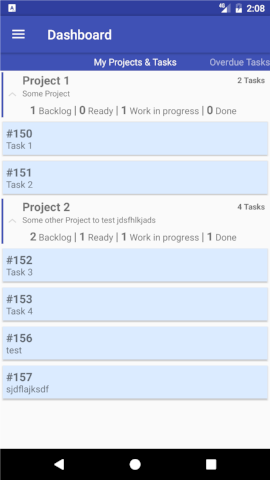 A 4G 2:08
Dashboard
My Projects & Tasks Overdue Tasks
Project 1 2 Tasks
Some Project
1 Backlog | 0 Ready | 1 Work in progress | 0 Done
#150
Task 1
#151
Task 2
Project 2 4 Tasks
Some other Project to test jdsfhlkjads
2 Backlog | 1 Ready | 1 Work in progress | 0 Done
#152
Task 3
#153
Task 4
#156
test
#157
sjdflajksdf